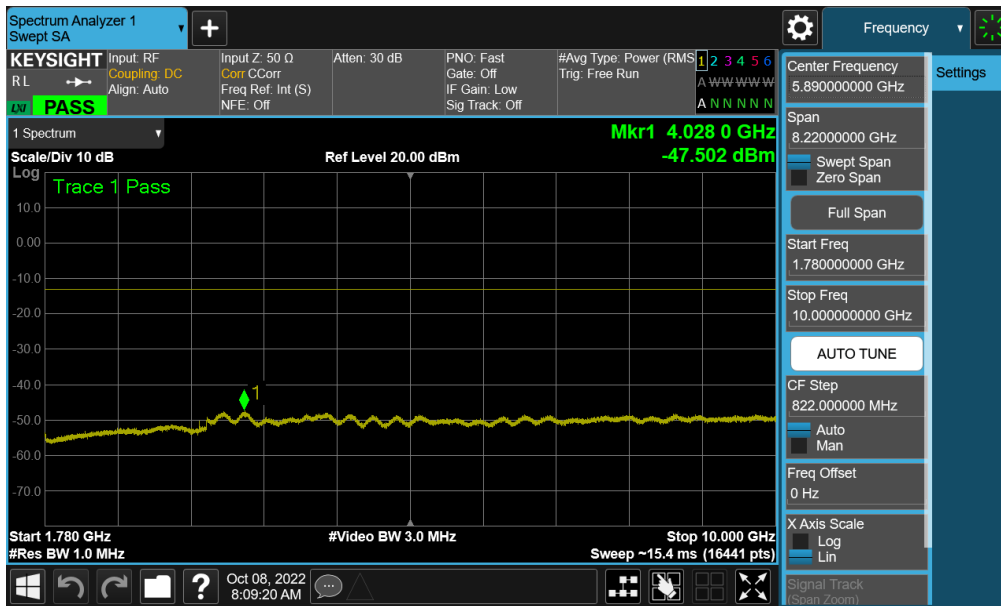 Spectrum Analyzer 1
Swept SA
+
Frequency
KEYSIGHT
R L
LXI PASS
Input: RF
Coupling: DC
Align: Auto
Input Z: 50 Ω
Corr CCorr
Freq Ref: Int (S)
NFE: Off
Atten: 30 dB
PNO: Fast
Gate: Off
IF Gain: Low
Sig Track: Off
#Avg Type: Power (RMS
Trig: Free Run
1 2 3 4 5 6
A W W W W W
A N N N N N
1 Spectrum
Scale/Div 10 dB
Log
Ref Level 20.00 dBm
Mkr1 4.028 0 GHz
-47.502 dBm
Trace 1 Pass
10.0
0.00
-10.0
-20.0
-30.0
-40.0
-50.0
-60.0
-70.0
1
Start 1.780 GHz
#Res BW 1.0 MHz
#Video BW 3.0 MHz
Stop 10.000 GHz
Sweep ~15.4 ms (16441 pts)
Center Frequency
5.890000000 GHz
Span
8.22000000 GHz
Swept Span
Zero Span
Full Span
Start Freq
1.780000000 GHz
Stop Freq
10.000000000 GHz
AUTO TUNE
CF Step
822.000000 MHz
Auto
Man
Freq Offset
0 Hz
X Axis Scale
Log
Lin
Signal Track
(Span Zoom)
Settings
?
Oct 08, 2022
8:09:20 AM